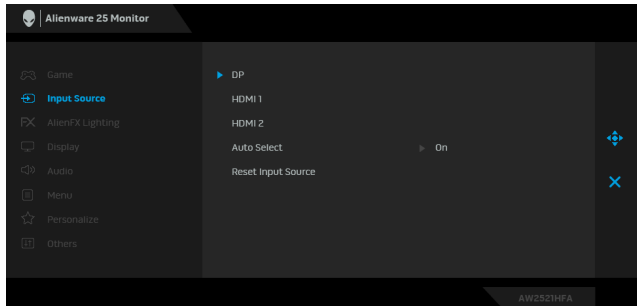 Alienware 25 Monitor
Game
Input Source
FX AlienFX Lighting
Display
Audio
Menu
Personalize
Others
DP
HDMI 1
HDMI 2
Auto Select On
Reset Input Source
AW2521HFA